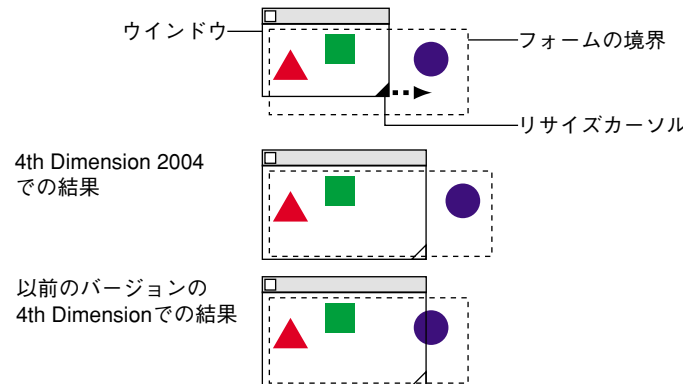 ウインドウ
フォームの境界
リサイズカーソル
4th Dimension 2004
での結果
以前のバージョンの
4th Dimensionでの結果